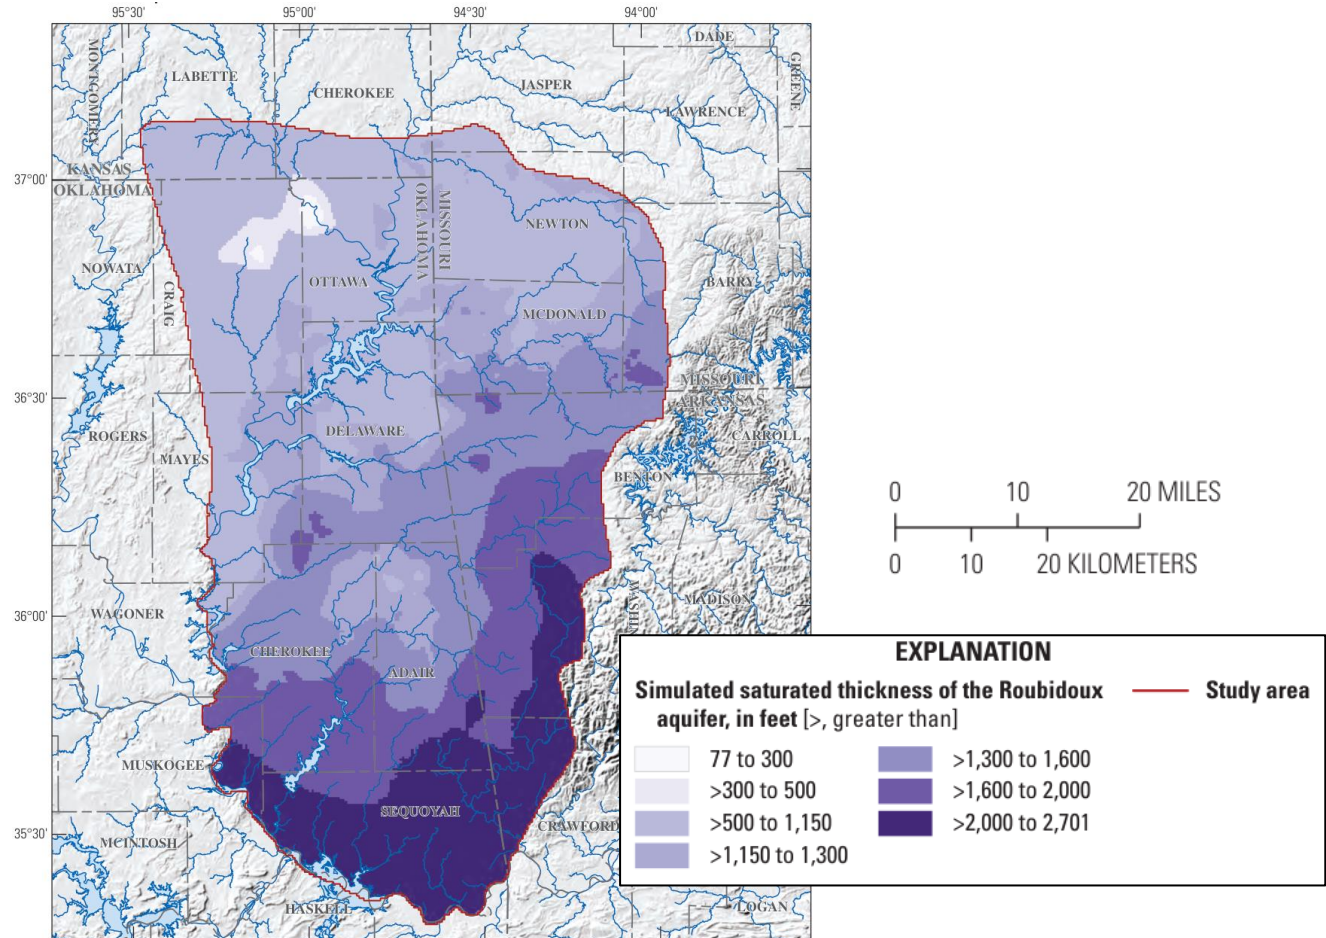 95°30'
95°00'
94°30'
94°00'
DADE
MONTGOMERY
LABETTE
CHEROKEE
JASPER
GREENE
LAWRENCE
KANSAS
OKLAHOMA
37°00'
OKLAHOMA
MISSOURI
NEWTON
NOWATA
CRAIG
OTTAWA
BARRY
MCDONALD
MISSOURI
ARKANSAS
36°30'
ROGERS
DELAWARE
CARROLL
MAYES
BENTON
0 10 20 MILES
0 10 20 KILOMETERS
36°00'
WAGONER
MADISON
CHEROKEE
ADAIR
MUSKOGEE
SEQUOYAH
35°30'
MCINTOSH
CRAWFORD
HASKELL
LOGAN
EXPLANATION
Simulated saturated thickness of the Roubidoux
aquifer, in feet [>, greater than]
77 to 300
>300 to 500
>500 to 1,150
>1,150 to 1,300
>1,300 to 1,600
>1,600 to 2,000
>2,000 to 2,701
Study area